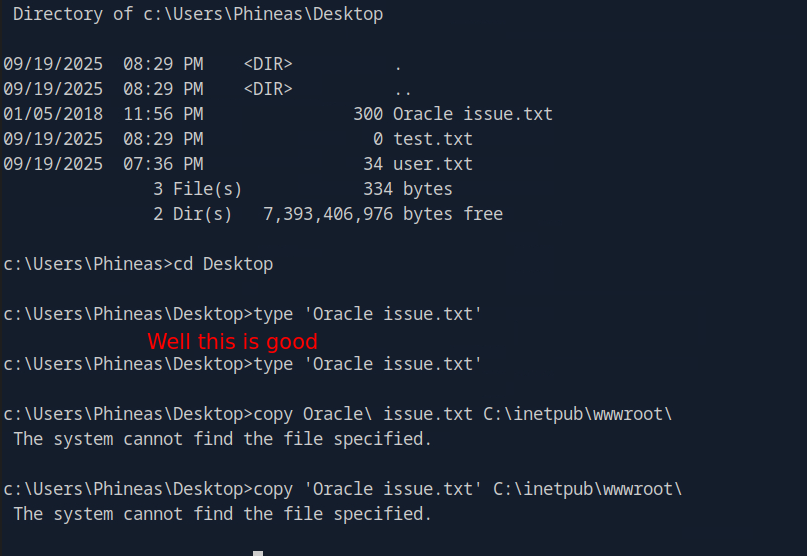 Directory of c:\Users\Phineas\Desktop
09/19/2025  08:29 PM    <DIR>          .
09/19/2025  08:29 PM    <DIR>          ..
01/05/2018  11:56 PM               300 Oracle issue.txt
09/19/2025  08:29 PM                 0 test.txt
09/19/2025  07:36 PM                34 user.txt
               3 File(s)            334 bytes
               2 Dir(s)   7,393,406,976 bytes free
c:\Users\Phineas>cd Desktop
c:\Users\Phineas\Desktop>type 'Oracle issue.txt'
Well this is good
c:\Users\Phineas\Desktop>type 'Oracle issue.txt'
c:\Users\Phineas\Desktop>copy Oracle\ issue.txt C:\inetpub\wwwroot\
The system cannot find the file specified.
c:\Users\Phineas\Desktop>copy 'Oracle issue.txt' C:\inetpub\wwwroot\
The system cannot find the file specified.